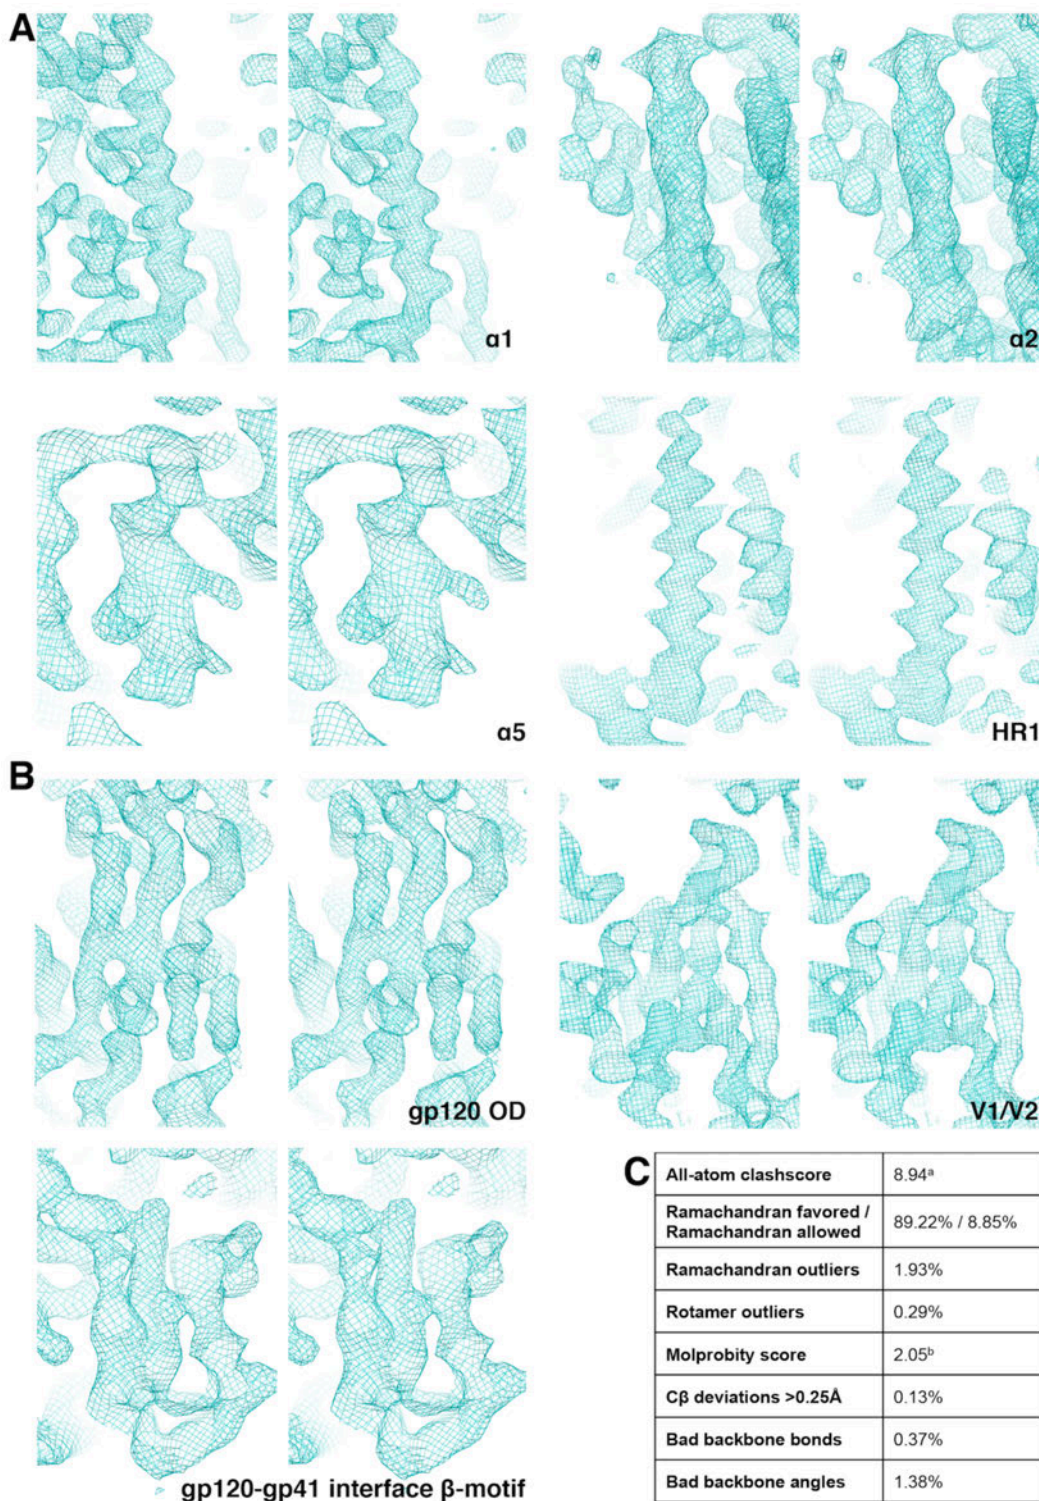 A
α1
α2
α5
HR1
B
gp120 OD
V1/V2
gp120-gp41 interface β-motif
C
All-atom clashscore 8.94ᵃ
Ramachandran favored /
Ramachandran allowed 89.22% / 8.85%
Ramachandran outliers 1.93%
Rotamer outliers 0.29%
Molprobity score 2.05ᵇ
Cβ deviations >0.25Å 0.13%
Bad backbone bonds 0.37%
Bad backbone angles 1.38%